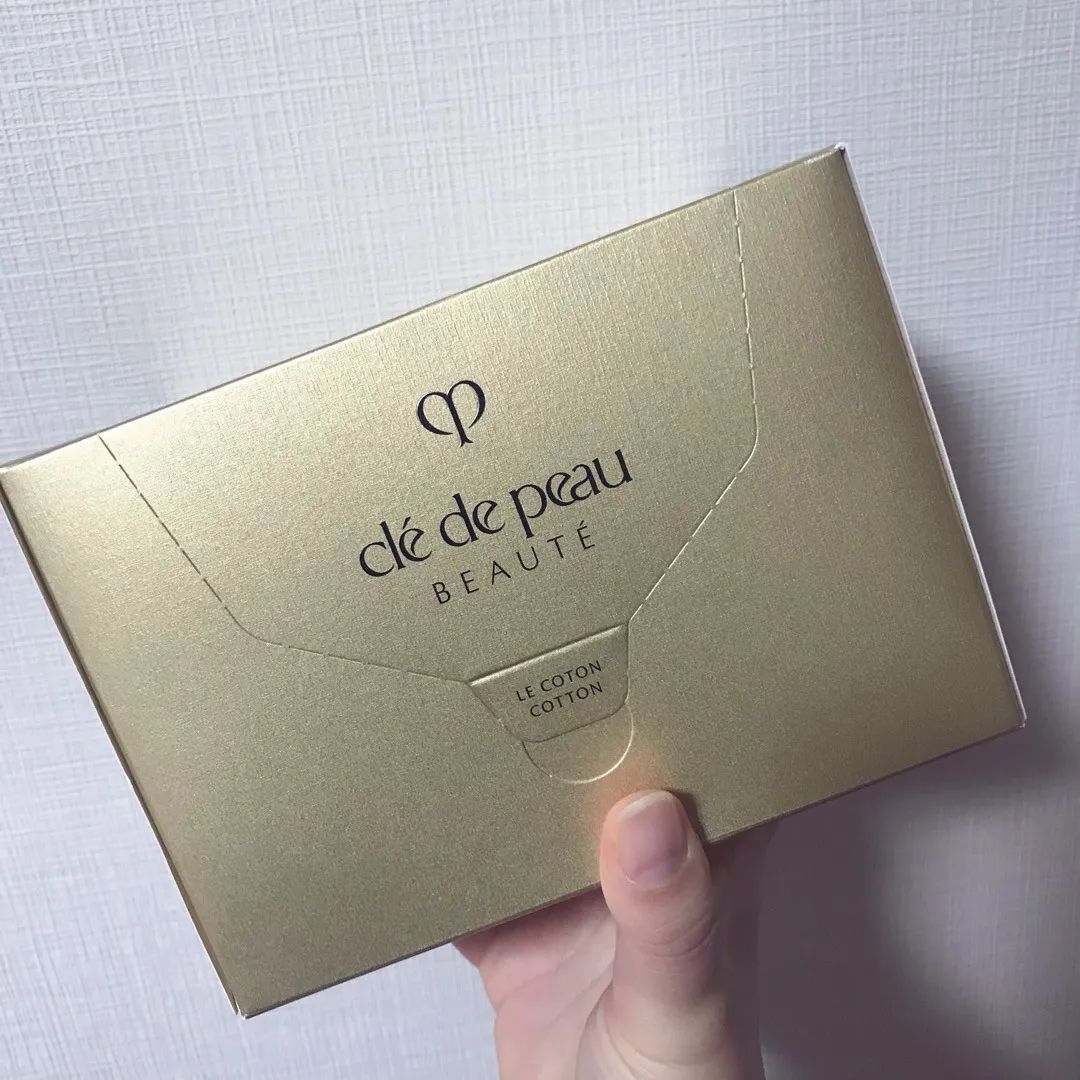 clé de peau
BEAUTÉ
LE COTON
COTTON